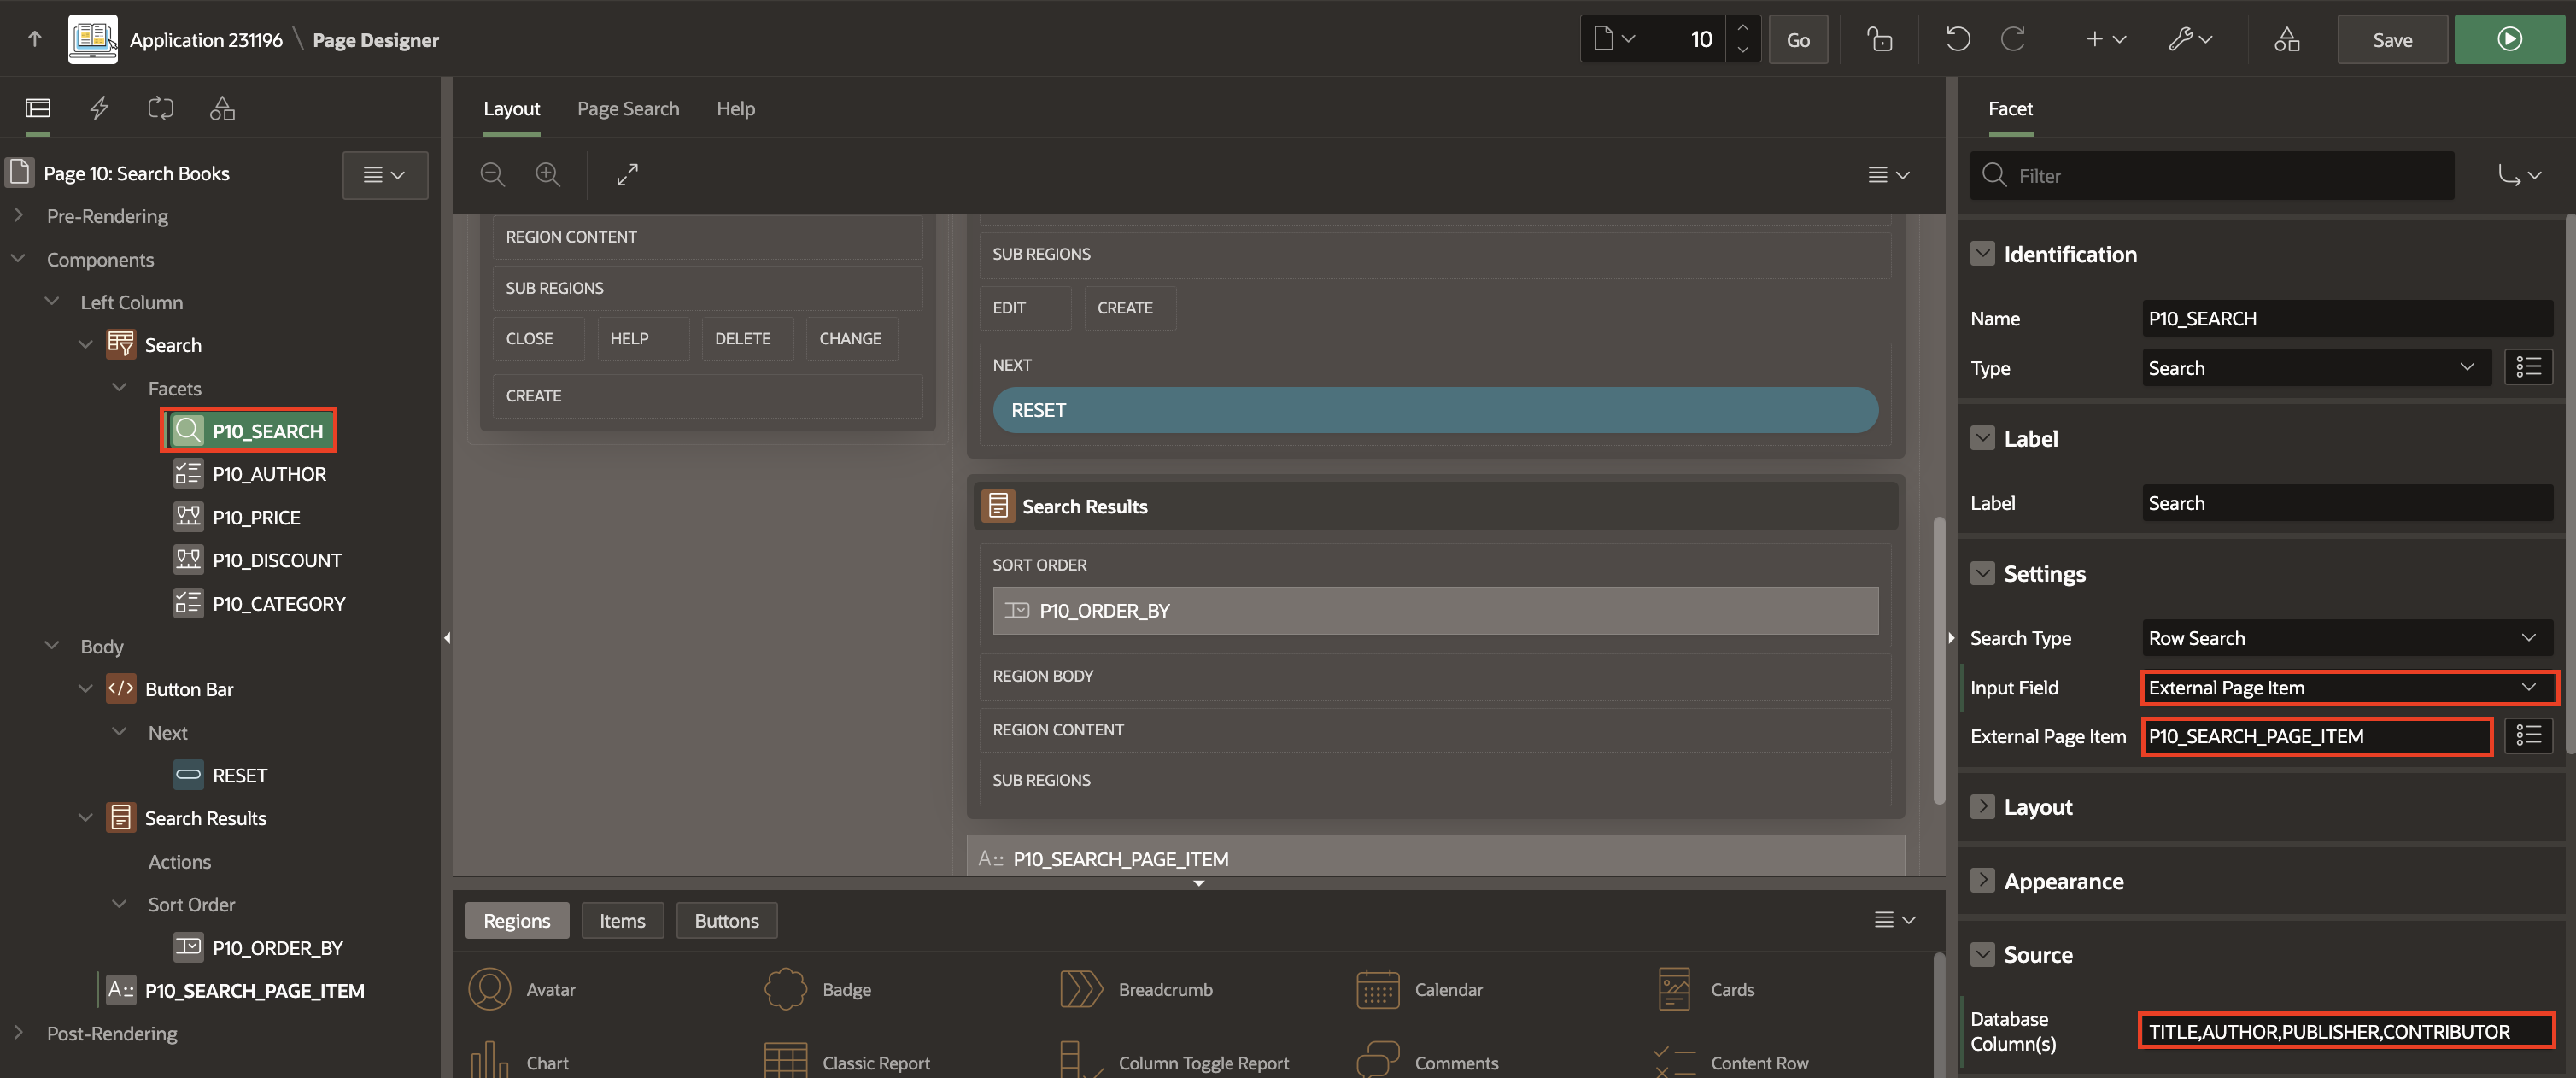 Application 231196 \ Page Designer
10
Go
Save
Page 10: Search Books
Pre-Rendering
Components
Left Column
Search
Facets
P10_SEARCH
P10_AUTHOR
P10_PRICE
P10_DISCOUNT
P10_CATEGORY
Body
Button Bar
Next
RESET
Search Results
Actions
Sort Order
P10_ORDER_BY
P10_SEARCH_PAGE_ITEM
Post-Rendering
Layout Page Search Help
REGION CONTENT
SUB REGIONS
CLOSE HELP DELETE CHANGE
CREATE
SUB REGIONS
EDIT CREATE
NEXT
RESET
Search Results
SORT ORDER
P10_ORDER_BY
REGION BODY
REGION CONTENT
SUB REGIONS
P10_SEARCH_PAGE_ITEM
Regions Items Buttons
Avatar Badge Breadcrumb Calendar Cards
Chart Classic Report Column Toggle Report Comments Content Row
Facet
Filter
Identification
Name P10_SEARCH
Type Search
Label
Label Search
Settings
Search Type Row Search
Input Field External Page Item
External Page Item P10_SEARCH_PAGE_ITEM
Layout
Appearance
Source
Database
Column(s) TITLE,AUTHOR,PUBLISHER,CONTRIBUTOR